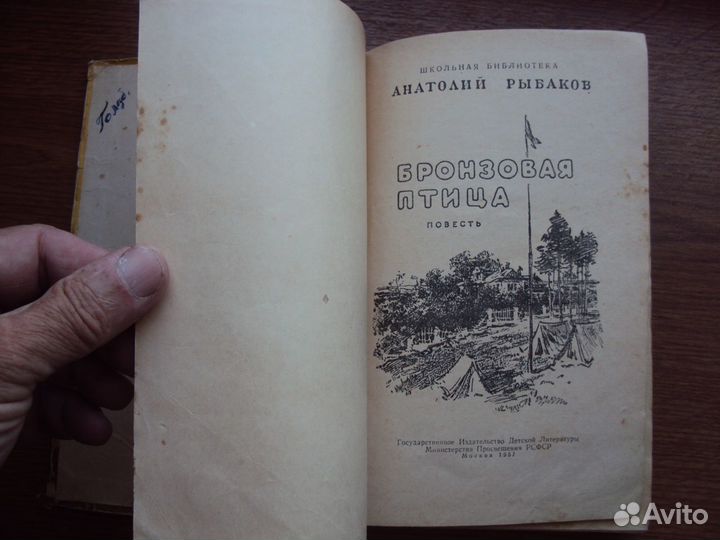 ШКОЛЬНАЯ БИБЛИОТЕКА
АНАТОЛИЙ РЫБАКОВ
БРОНЗОВАЯ
ПТИЦА
ПОВЕСТЬ
Государственное Издательство Детской Литературы
Министерства Просвещения РСФСР
Москва 1957
Avito